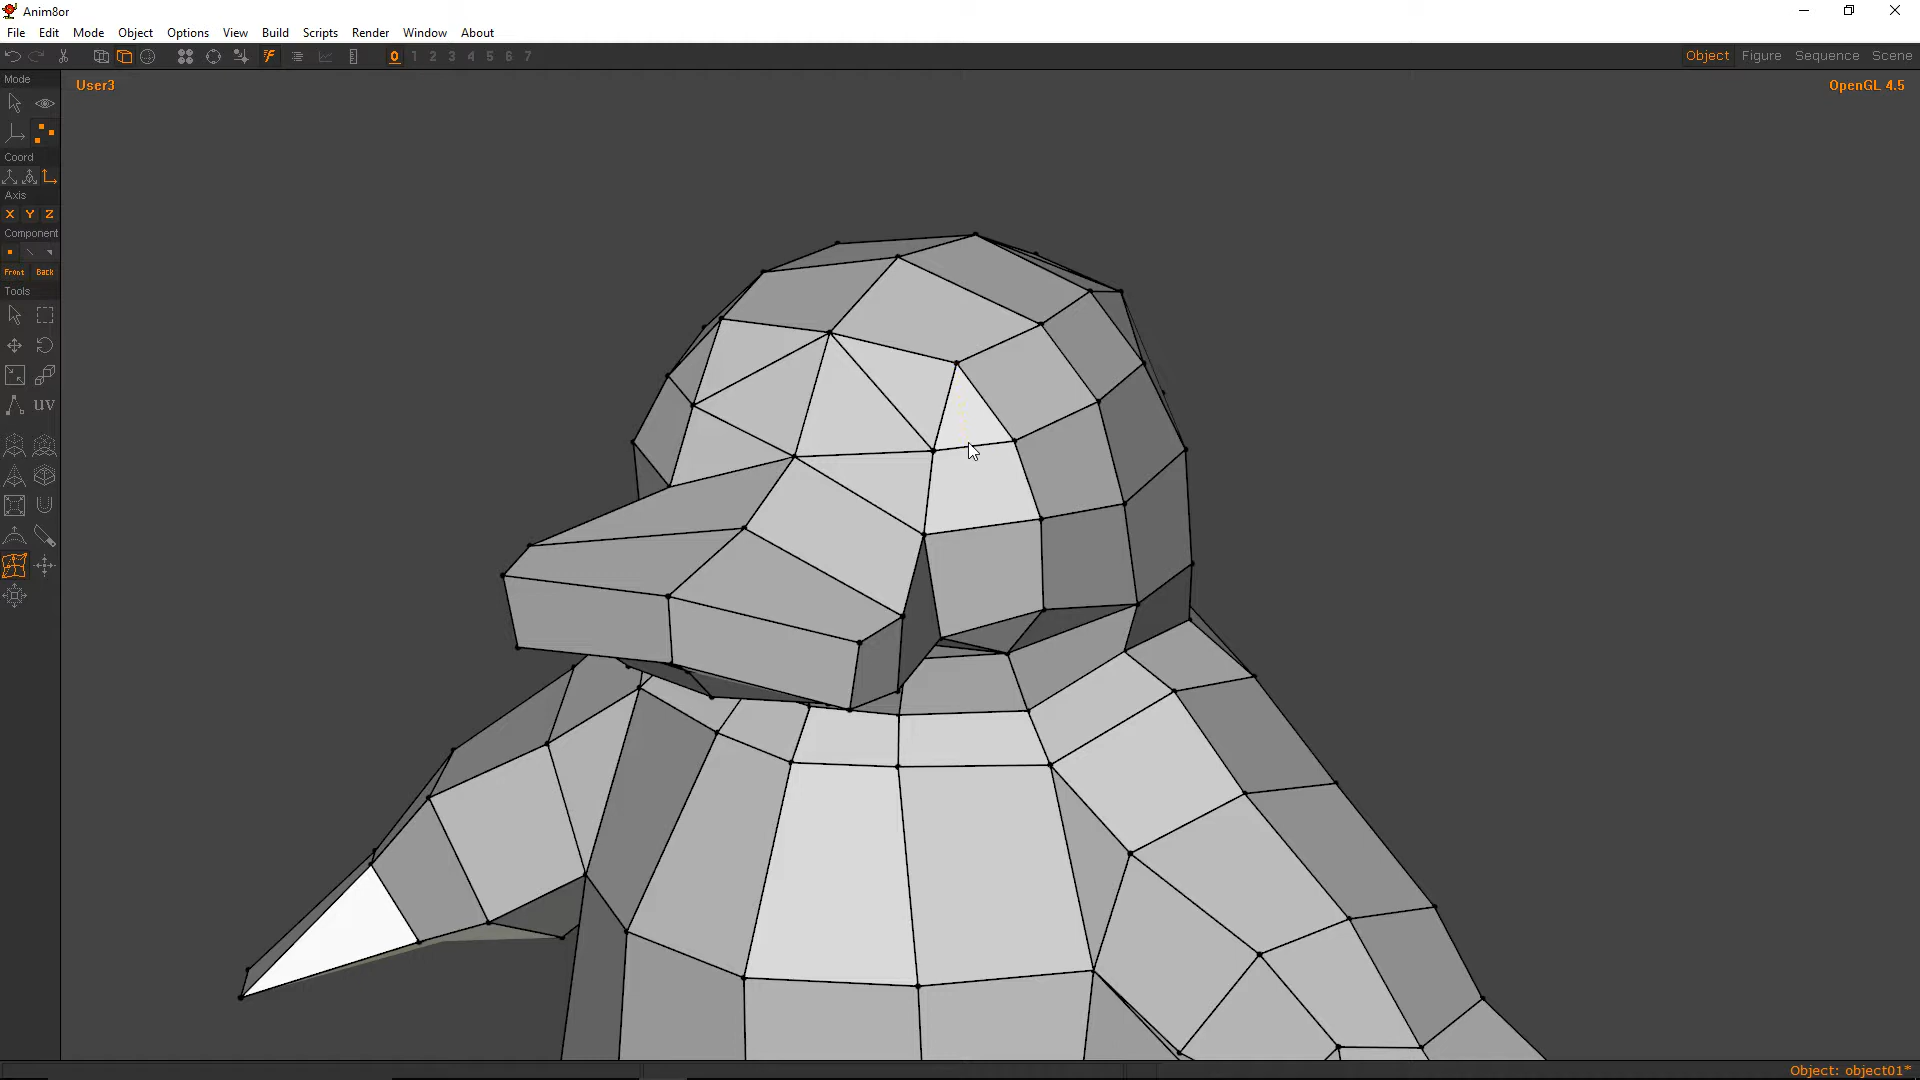 Anim8or
File Edit Mode Object Options View Build Scripts Render Window About
0 1 2 3 4 5 6 7
Object Figure Sequence Scene
Mode
User3
OpenGL 4.5
Coord
Axis
X Y Z
Component
Front Back
Tools
UV
Object: object01*